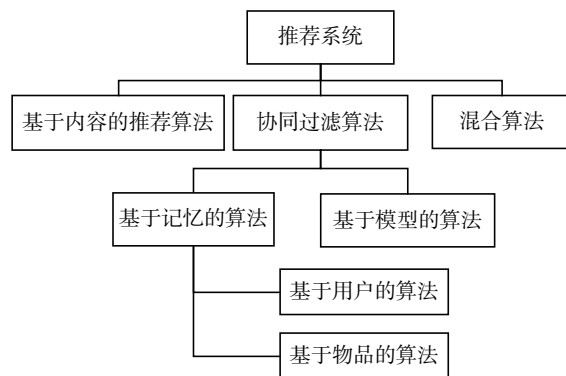 推荐系统
基于内容的推荐算法
协同过滤算法
混合算法
基于记忆的算法
基于模型的算法
基于用户的算法
基于物品的算法